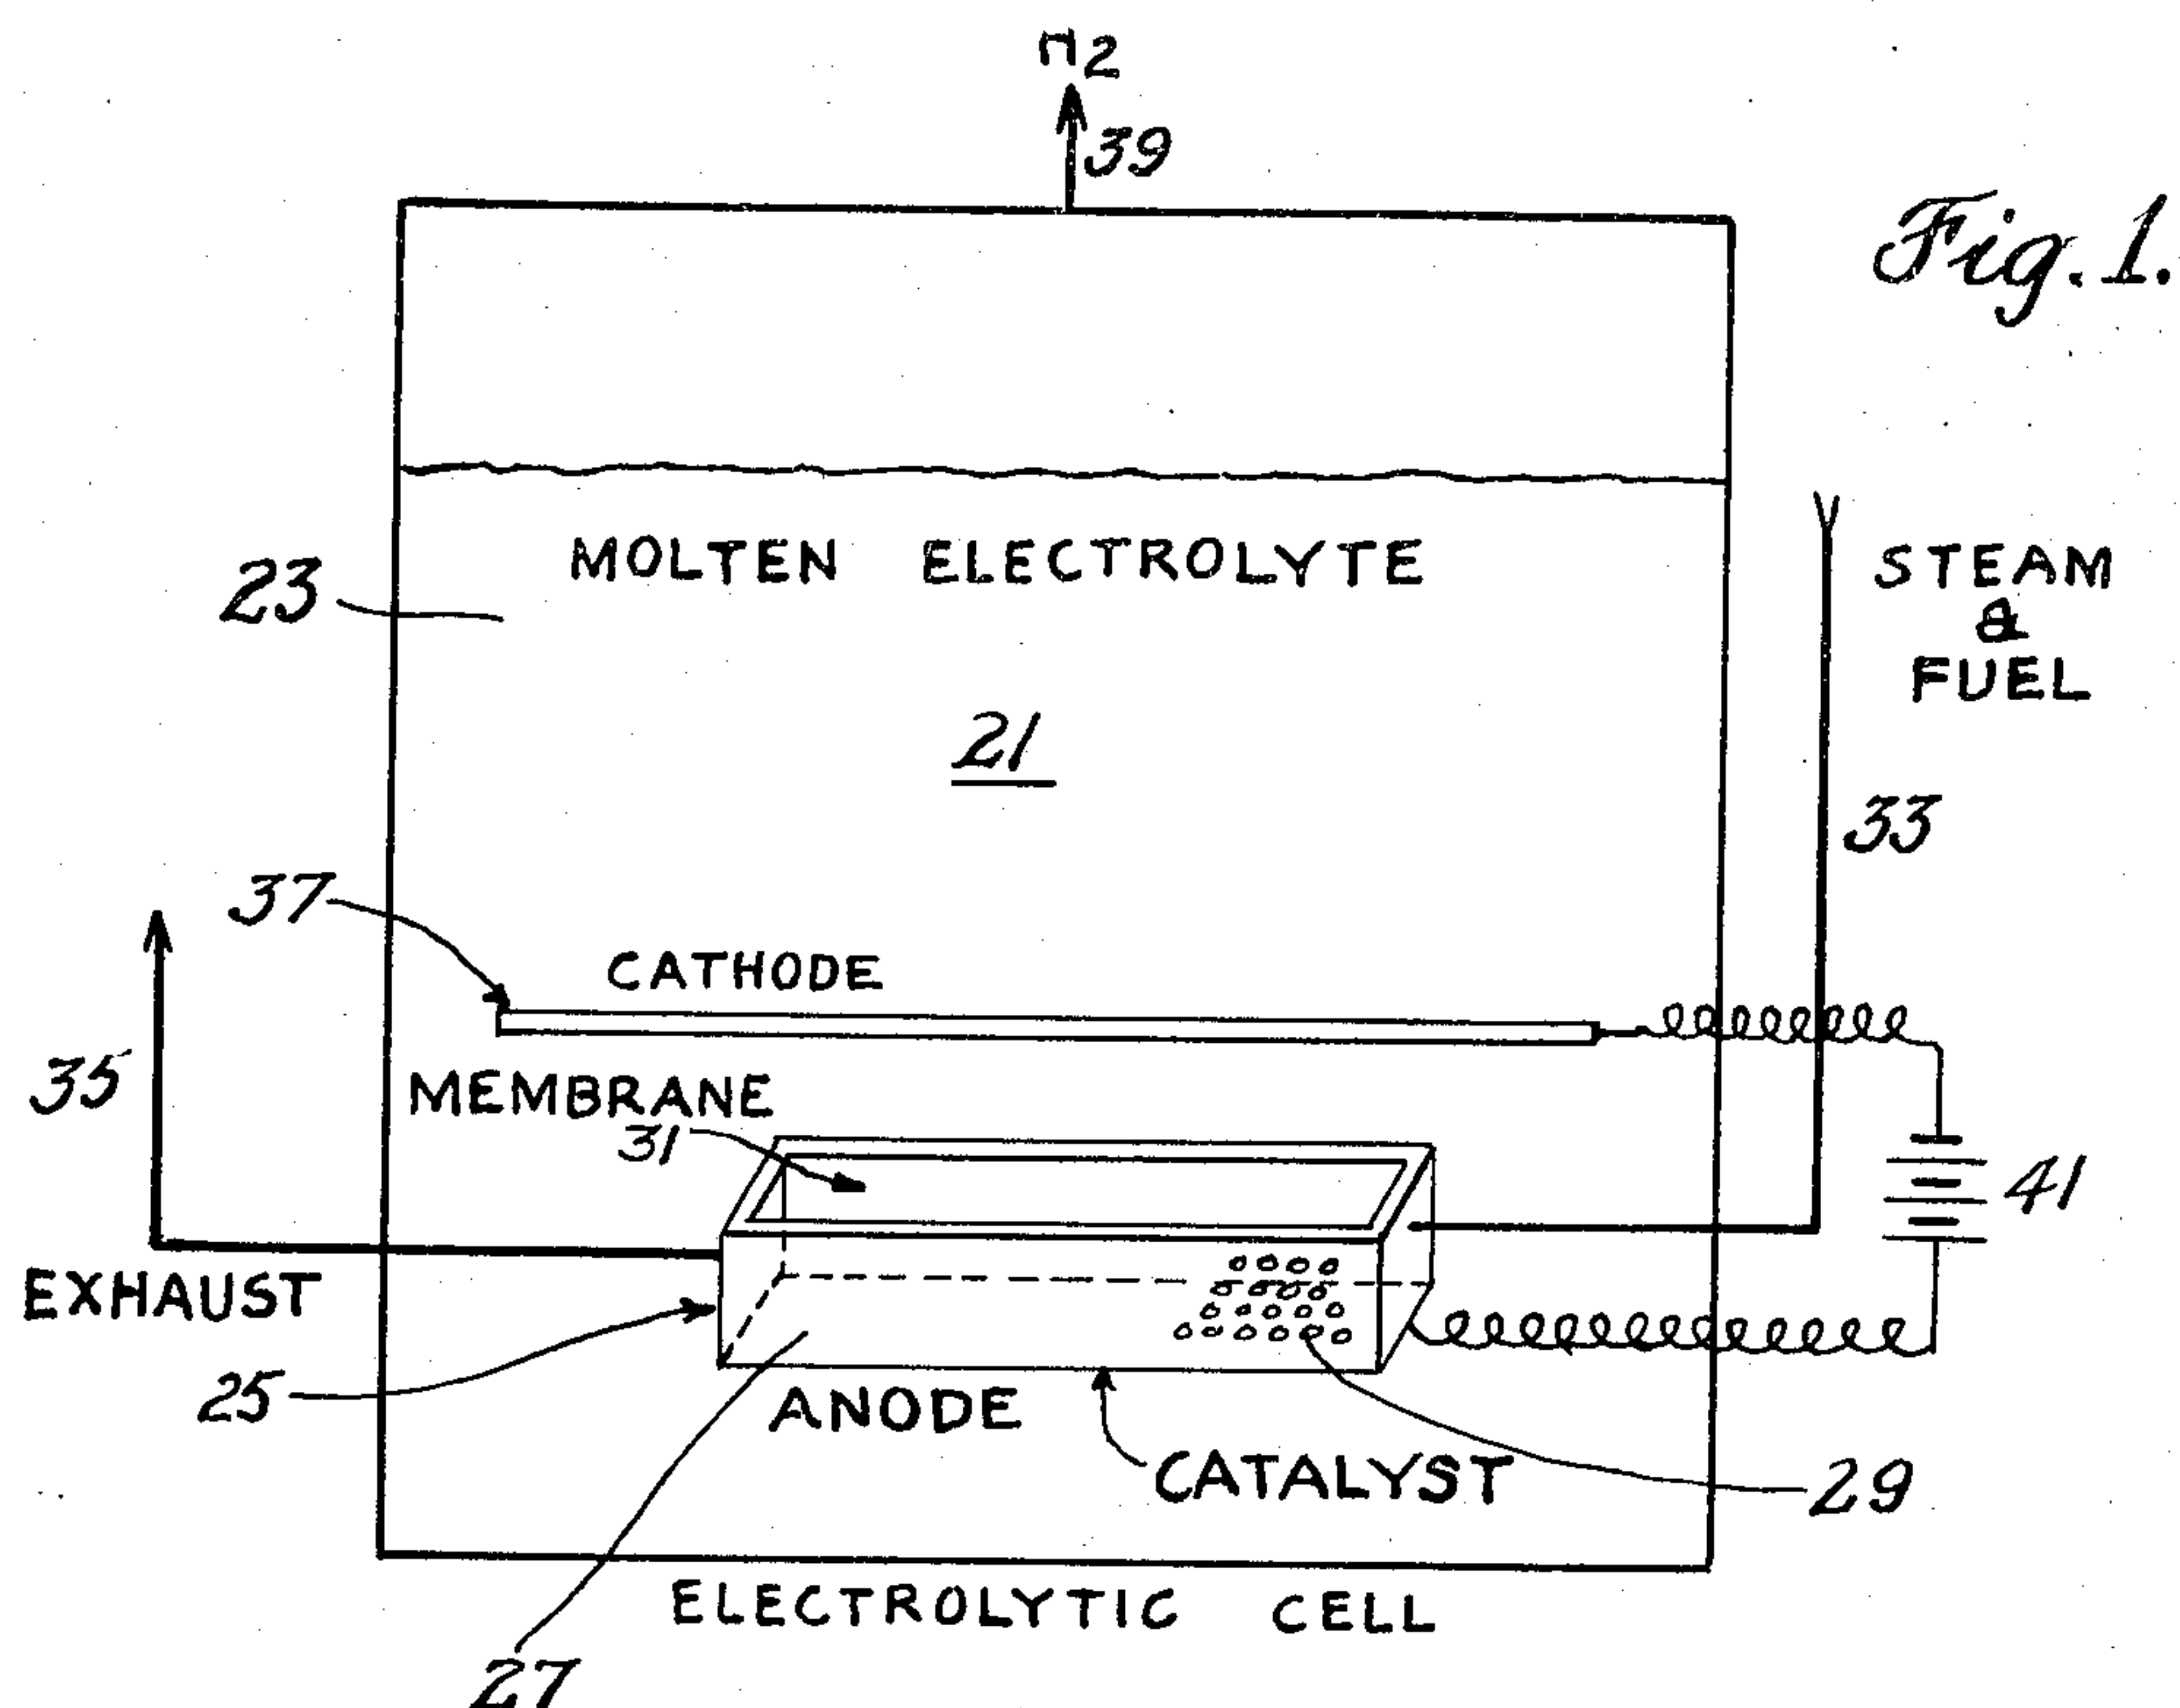 H2
39
Fig. 1.
MOLTEN ELECTROLYTE
23
STEAM
&
FUEL
21
33
37
CATHODE
35
MEMBRANE
31
41
EXHAUST
25
ANODE
CATALYST
29
ELECTROLYTIC CELL
27